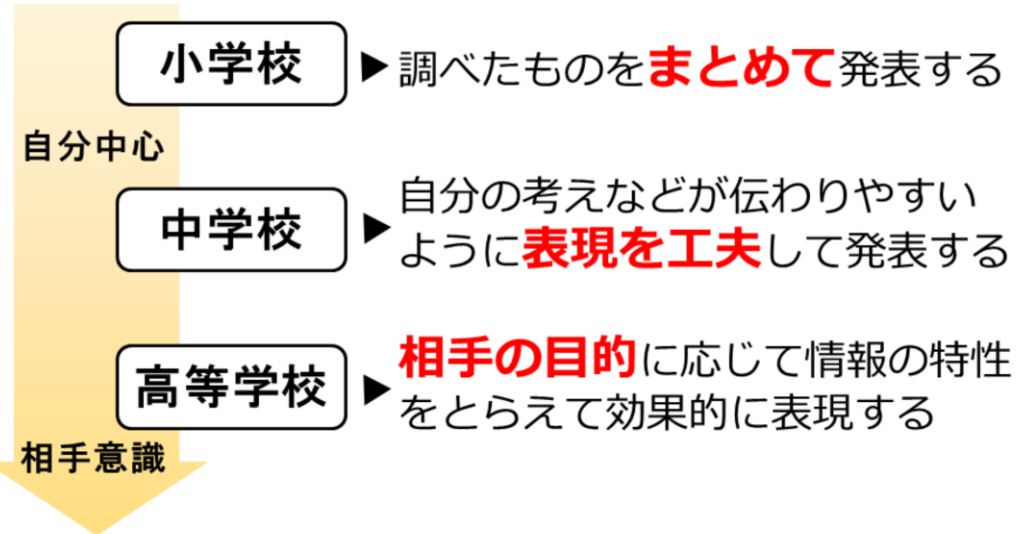 小学校
▶調べたものをまとめて発表する
自分中心
中学校
▶自分の考えなどが伝わりやすい
ように表現を工夫して発表する
高等学校
▶相手の目的に応じて情報の特性
をとらえて効果的に表現する
相手意識